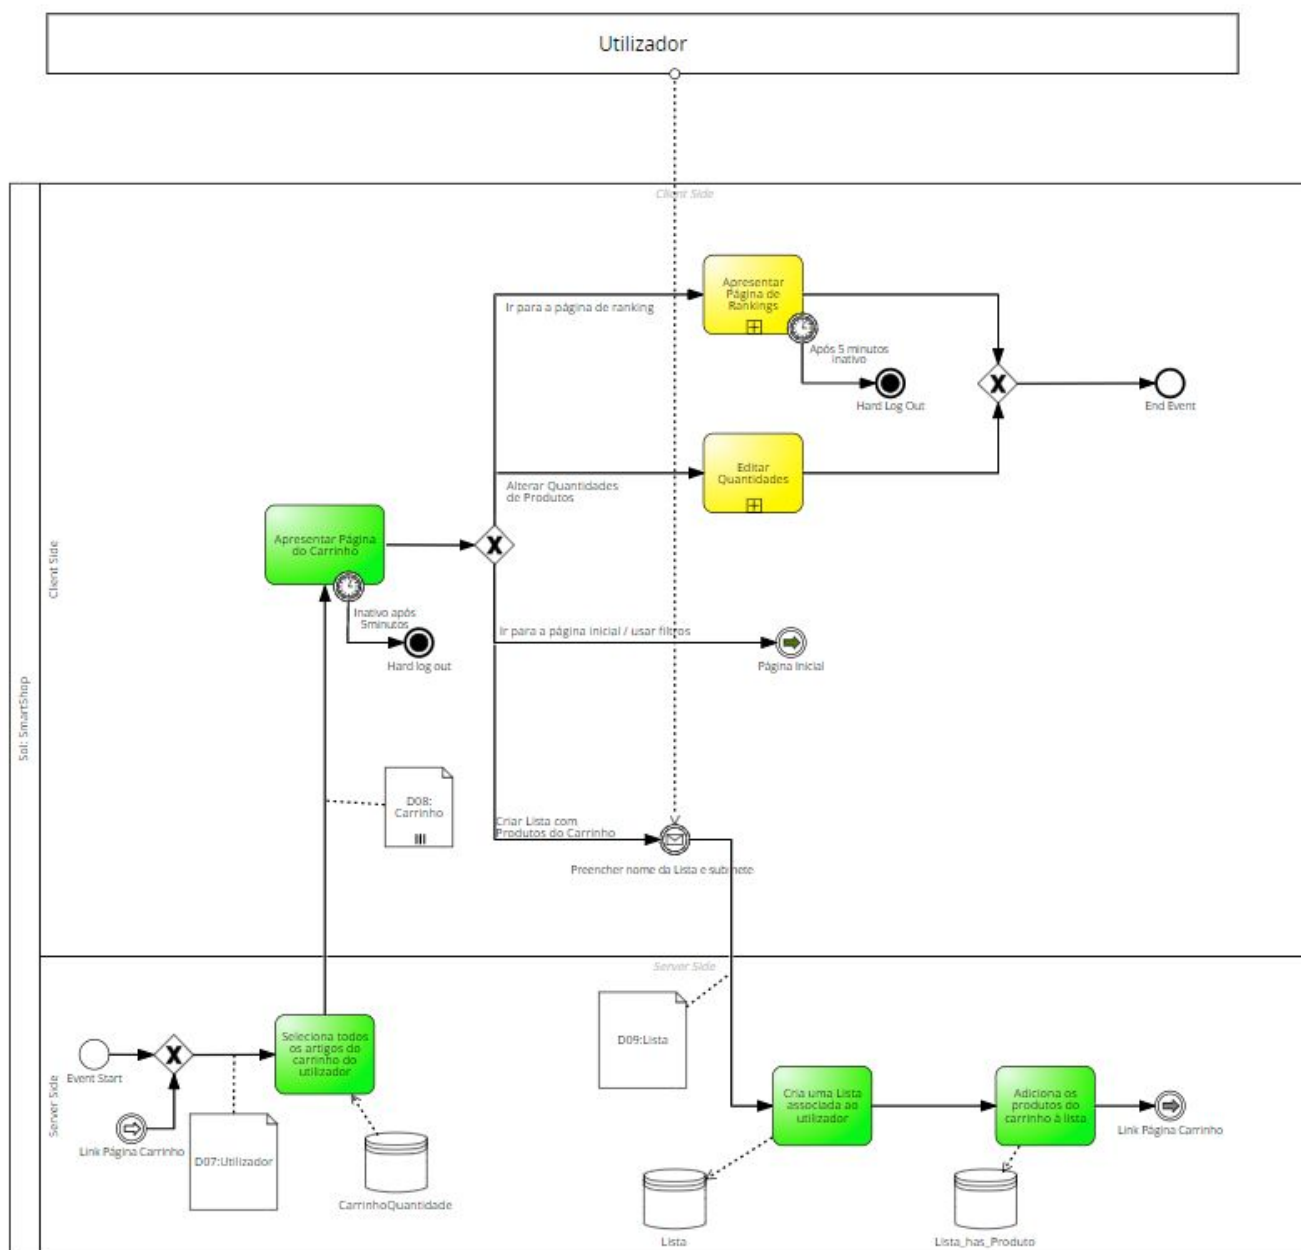 Utilizador
Client Side
Apresentar
Página de
Rankings
Ir para a página de ranking
Após 5 minutos
inativo
Hard Log Out
End Event
Editar
Quantidades
Alterar Quantidades
de Produtos
Apresentar Página
do Carrinho
Client Side
Inativo após
5minutos
Hard log out
Ir para a página inicial / usar filtros
Página Inicial
Sol: SmartShop
D08:
Carrinho
Criar Lista com
Produtos do Carrinho
Preencher nome da Lista e submete
Server Side
Seleciona todos
os artigos do
carrinho do
utilizador
D09:Lista
Event Start
Server Side
Cria uma Lista
associada ao
utilizador
Adiciona os
produtos do
carrinho à lista
Link Página Carrinho
Link Página Carrinho
D07:Utilizador
CarrinhoQuantidade
Lista
Lista_has_Produto